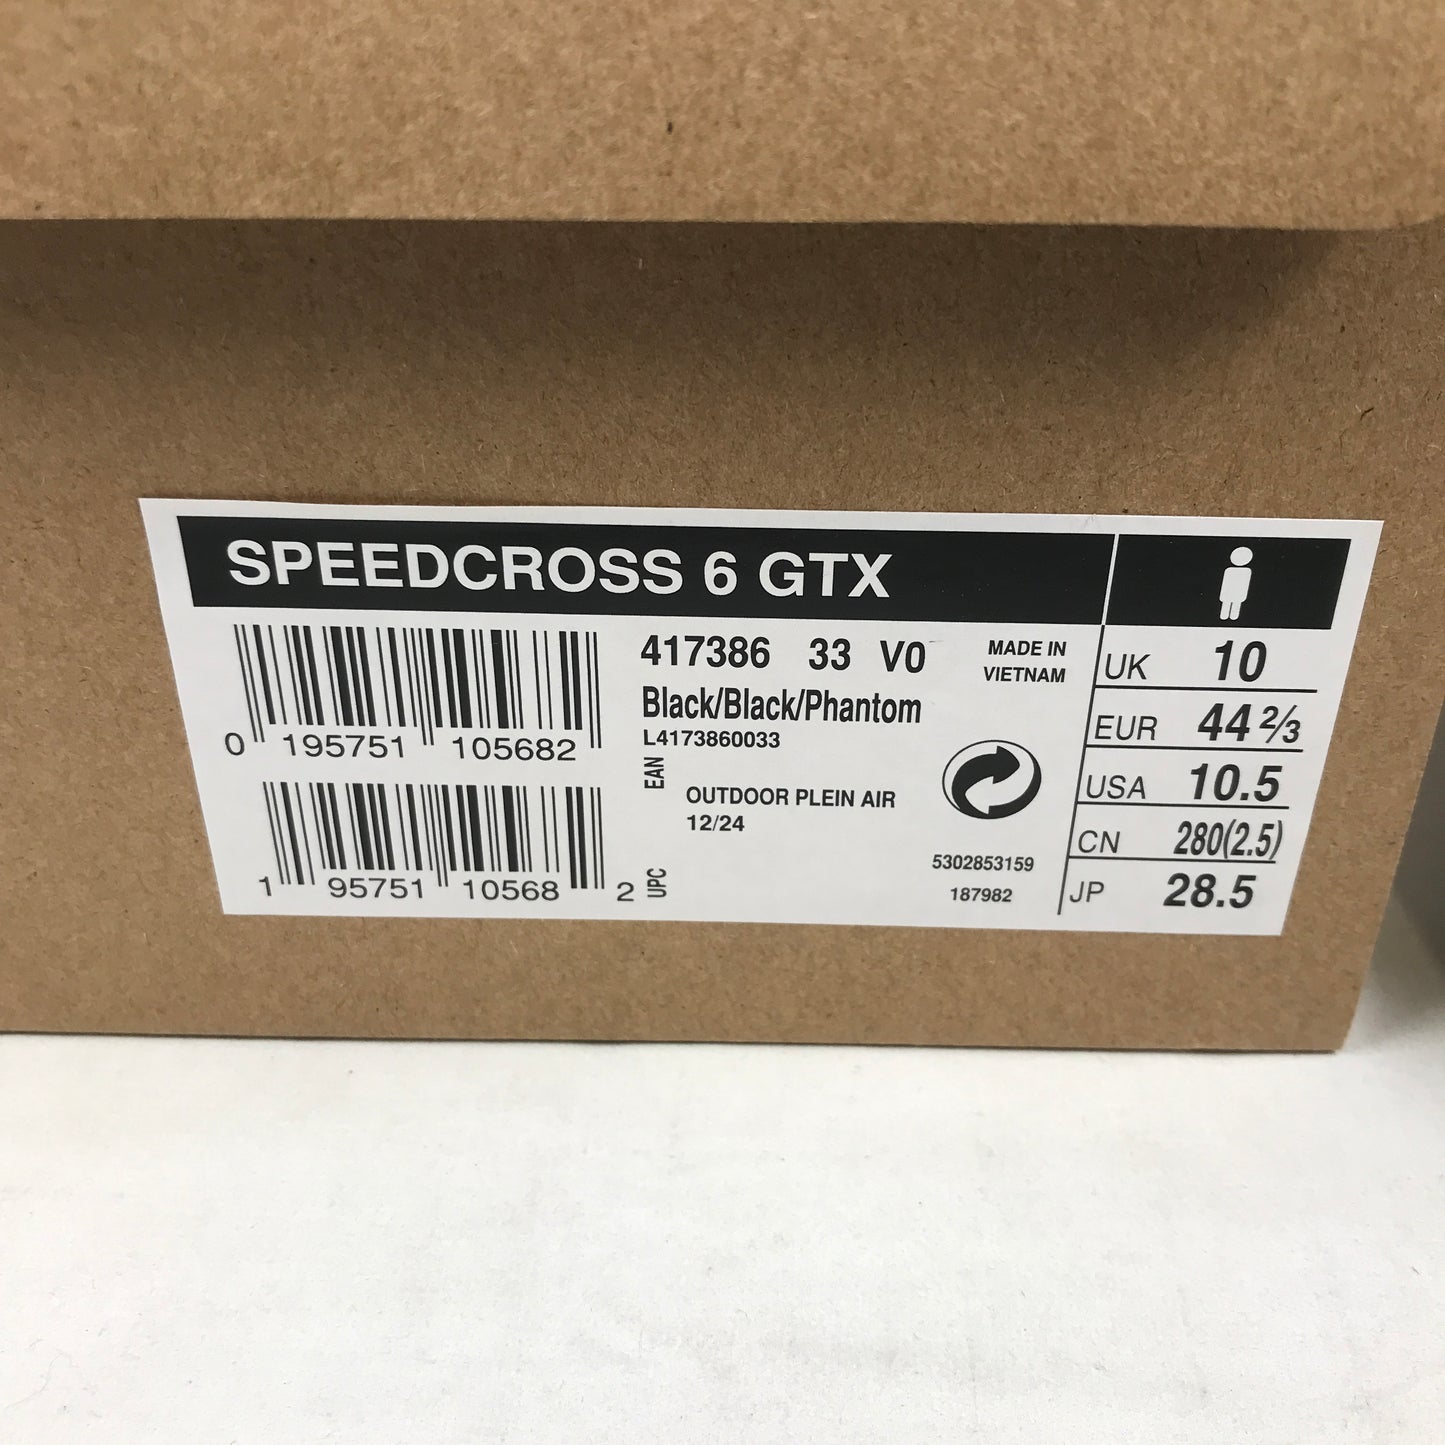 SPEEDCROSS 6 GTX
417386 33 V0
MADE IN
VIETNAM
Black/Black/Phantom
L4173860033
0 195751 105682
EAN
OUTDOOR PLEIN AIR
12/24
1 95751 10568 2
UPC
5302853159
187982
UK 10
EUR 44 2/3
USA 10.5
CN 280(2.5)
JP 28.5